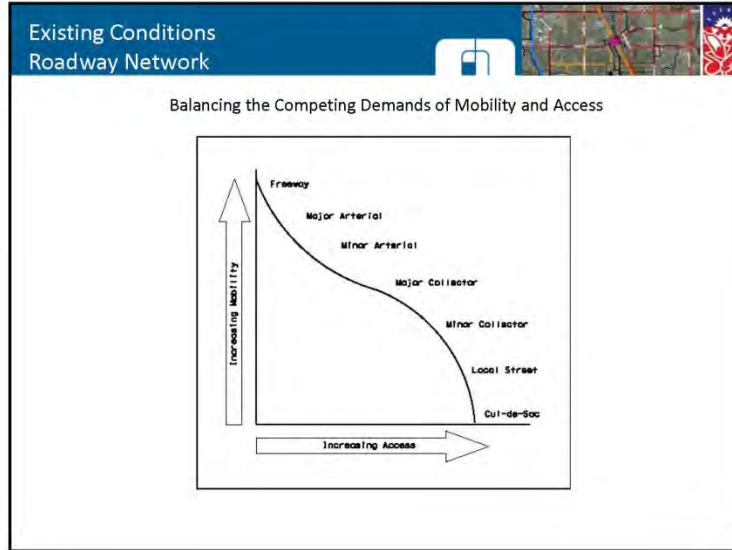 Existing Conditions
Roadway Network
Balancing the Competing Demands of Mobility and Access
Freeway
Major Arterial
Minor Arterial
Major Collector
Minor Collector
Local Street
Cul-de-Sac
Increasing Mobility
Increasing Access